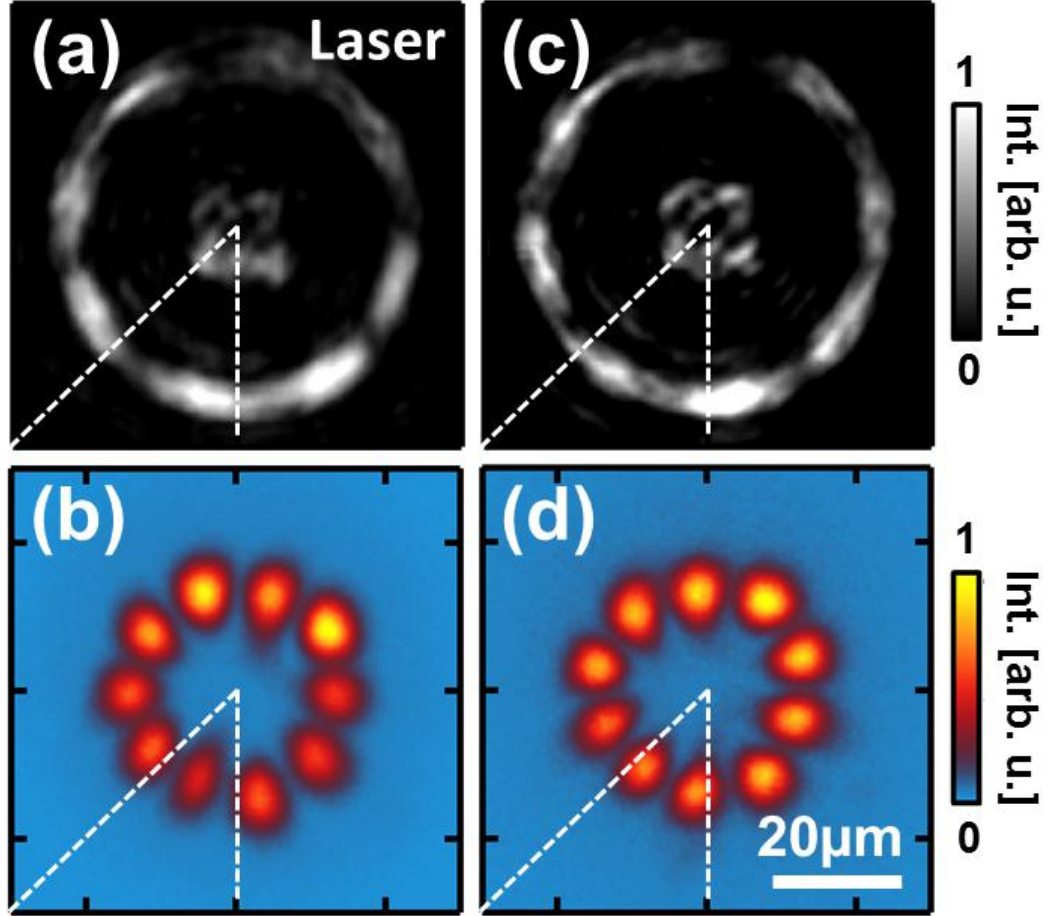 (a) Laser
(c)
1
Int. [arb. u.]
0
(b)
(d)
1
Int. [arb. u.]
0
20µm